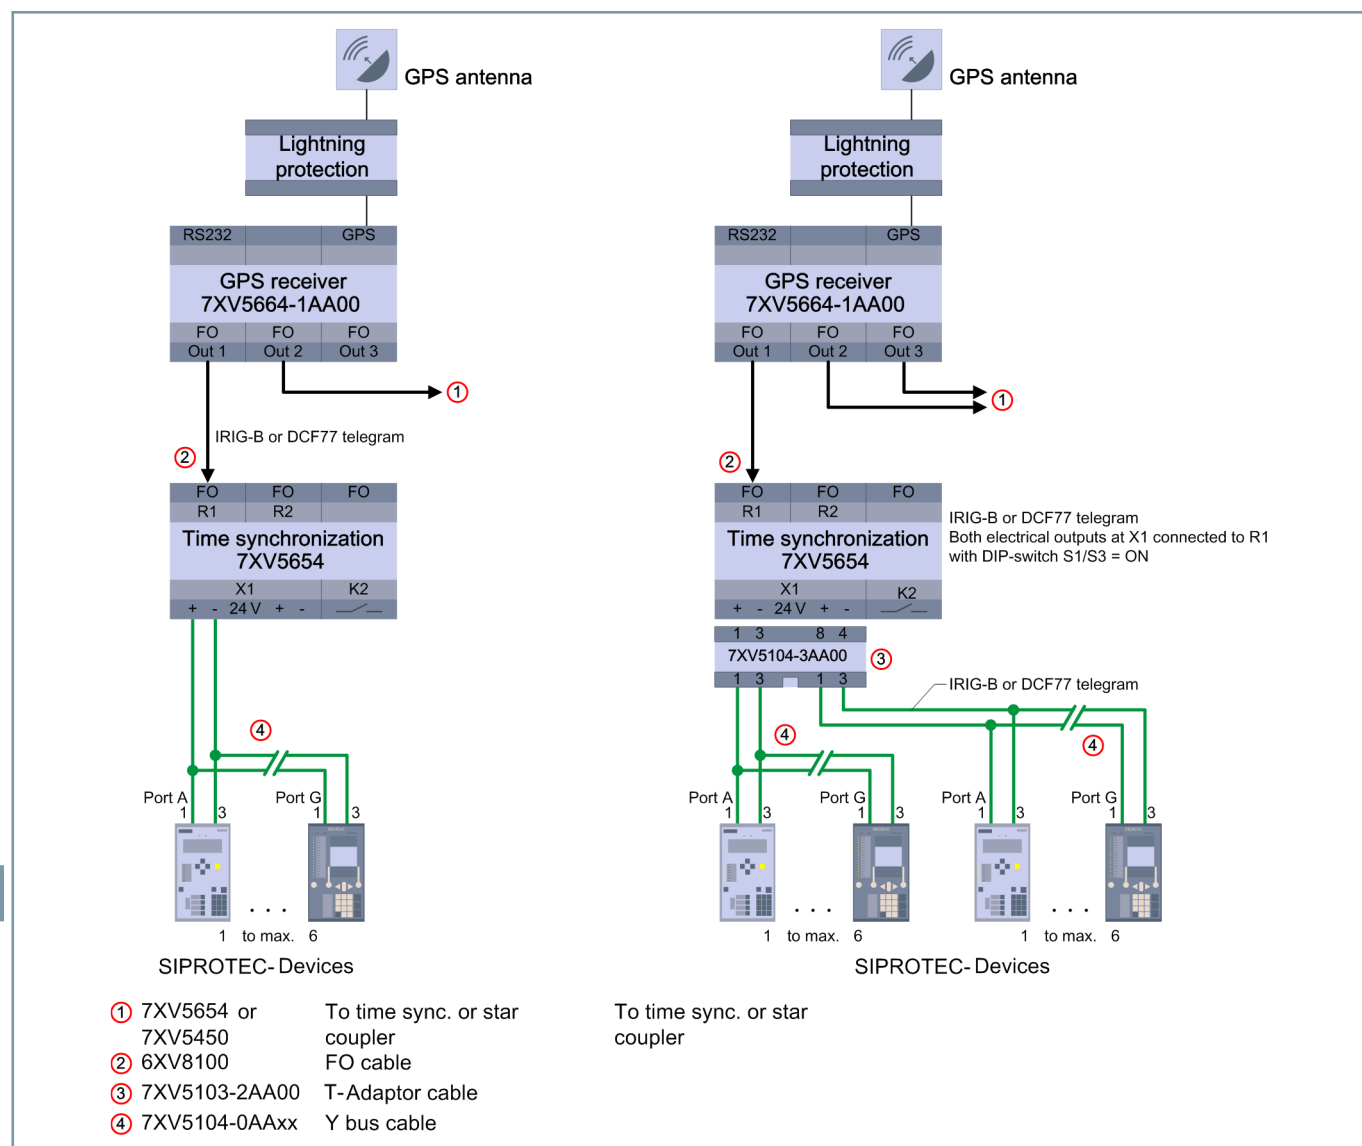 GPS antenna
Lightning
protection
RS232 GPS
GPS receiver
7XV5664-1AA00
FO FO FO
Out 1 Out 2 Out 3
1
IRIG-B or DCF77 telegram
2
FO FO FO
R1 R2
Time synchronization
7XV5654
X1 K2
+ - 24 V + -
4
Port A Port G
1 3 1 3
. . .
1 to max. 6
SIPROTEC-Devices
GPS antenna
Lightning
protection
RS232 GPS
GPS receiver
7XV5664-1AA00
FO FO FO
Out 1 Out 2 Out 3
1
2
FO FO FO
R1 R2
Time synchronization
7XV5654
X1 K2
+ - 24 V + -
IRIG-B or DCF77 telegram
Both electrical outputs at X1 connected to R1
with DIP-switch S1/S3 = ON
1 3 8 4
7XV5104-3AA00 3
1 3 1 3
IRIG-B or DCF77 telegram
4 4
Port A Port G Port A Port G
1 3 1 3 1 3 1 3
. . . . . .
1 to max. 6 1 to max. 6
SIPROTEC-Devices
1 7XV5654 or To time sync. or star To time sync. or star
7XV5450 coupler coupler
2 6XV8100 FO cable
3 7XV5103-2AA00 T-Adaptor cable
4 7XV5104-0AAxx Y bus cable